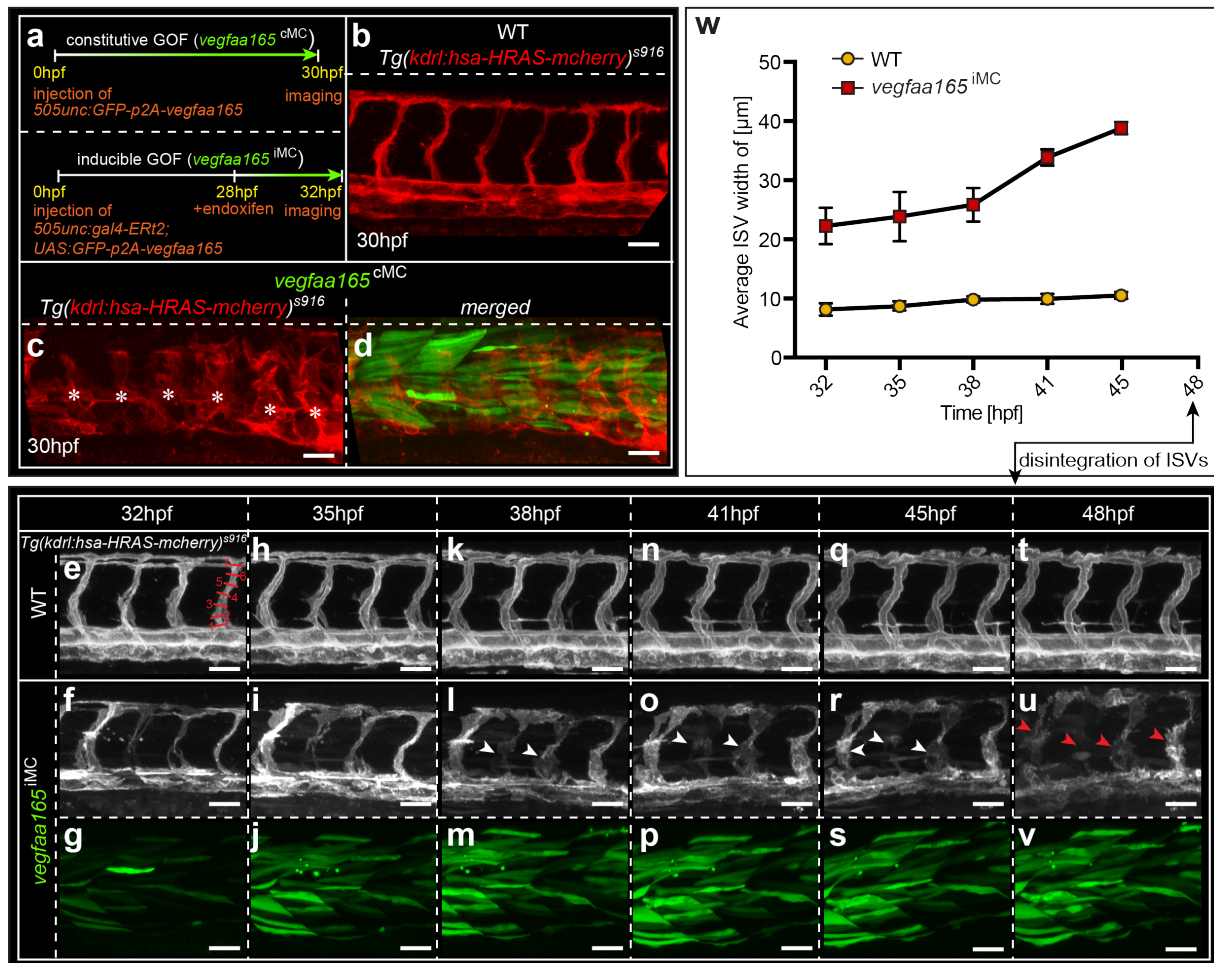 a
constitutive GOF (vegfaa165 cMC)
0hpf
30hpf
injection of
505unc:GFP-p2A-vegfaa165
imaging
inducible GOF (vegfaa165 iMC)
0hpf
28hpf
32hpf
injection of
505unc:gal4-ERt2;
UAS:GFP-p2A-vegfaa165
+endoxifen
imaging
b
WT
Tg(kdrl:hsa-HRAS-mcherry)s916
30hpf
vegfaa165 cMC
Tg(kdrl:hsa-HRAS-mcherry)s916
merged
c
* * * * * *
30hpf
d
w
WT
vegfaa165 iMC
Average ISV width of [µm]
50
40
30
20
10
0
32 35 38 41 45 48
Time [hpf]
disintegration of ISVs
32hpf 35hpf 38hpf 41hpf 45hpf 48hpf
Tg(kdrl:hsa-HRAS-mcherry)s916
WT
e h k n q t
vegfaa165 iMC
f i l o r u
g j m p s v